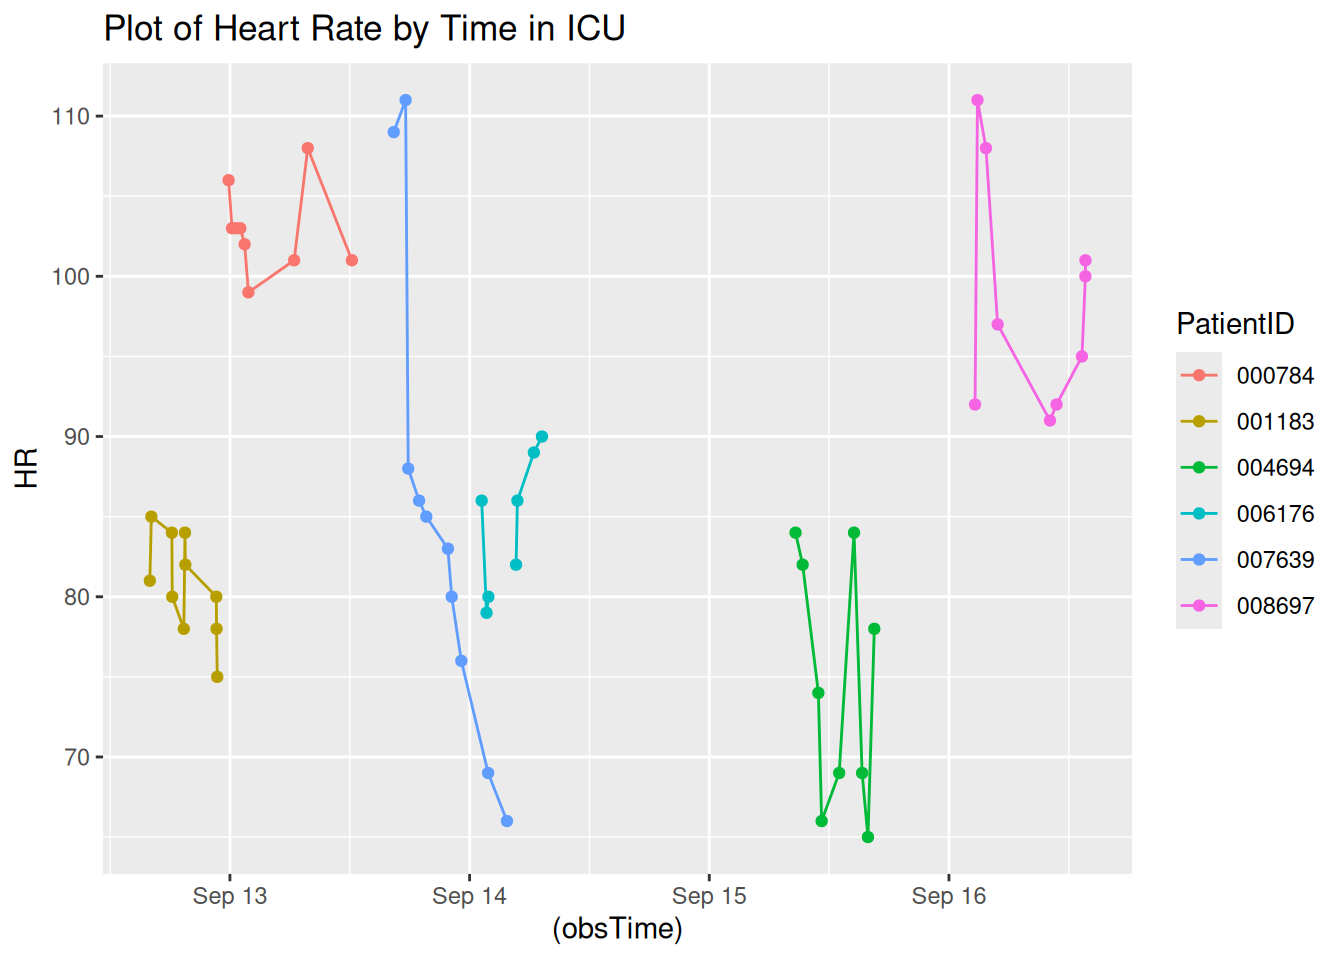 Plot of Heart Rate by Time in ICU
110
100
90
80
70
HR
Sep 13
Sep 14
Sep 15
Sep 16
(obsTime)
PatientID
000784
001183
004694
006176
007639
008697